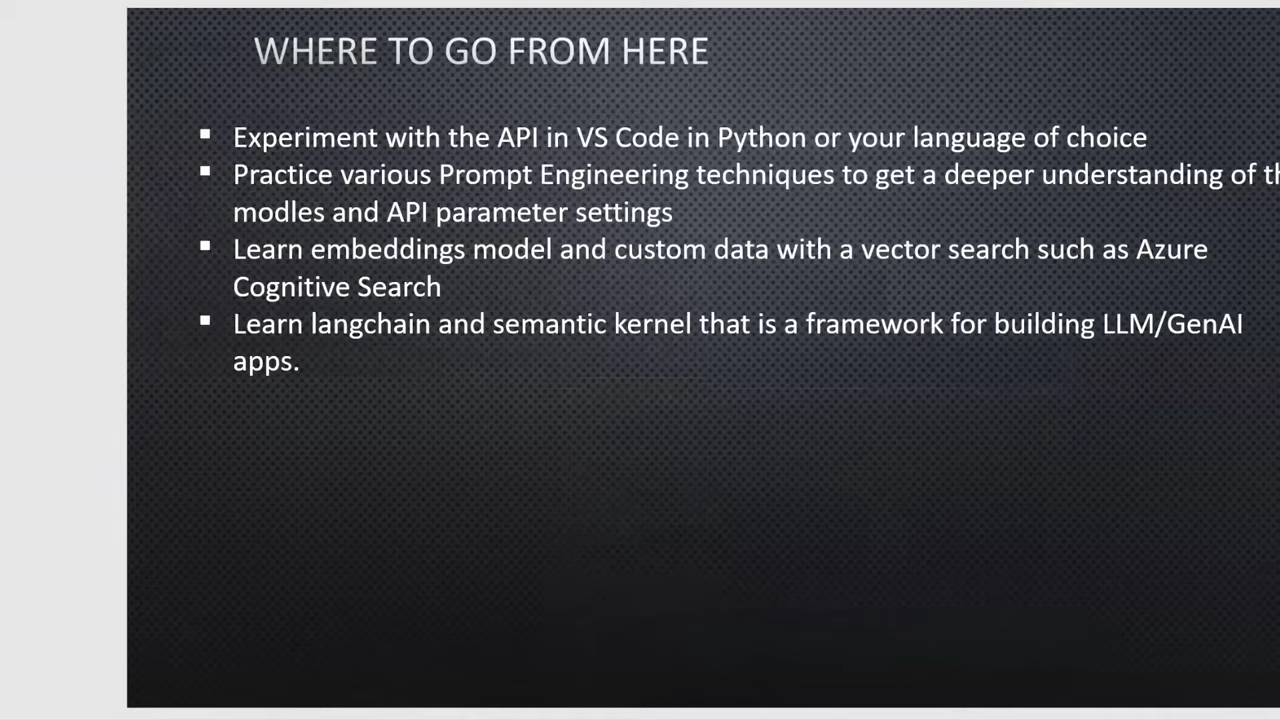 WHERE TO GO FROM HERE
Experiment with the API in VS Code in Python or your language of choice
Practice various Prompt Engineering techniques to get a deeper understanding of
modles and API parameter settings
Learn embeddings model and custom data with a vector search such as Azure
Cognitive Search
Learn langchain and semantic kernel that is a framework for building LLM/GenAI
apps.